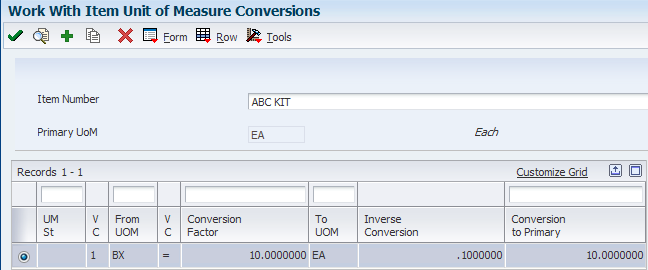 Work With Item Unit of Measure Conversions
Form Row Tools
Item Number ABC KIT
Primary UoM EA Each
Records 1 - 1 Customize Grid
UM St V C From UOM V C Conversion Factor To UOM Inverse Conversion Conversion to Primary
1 BX = 10.0000000 EA .1000000 10.0000000